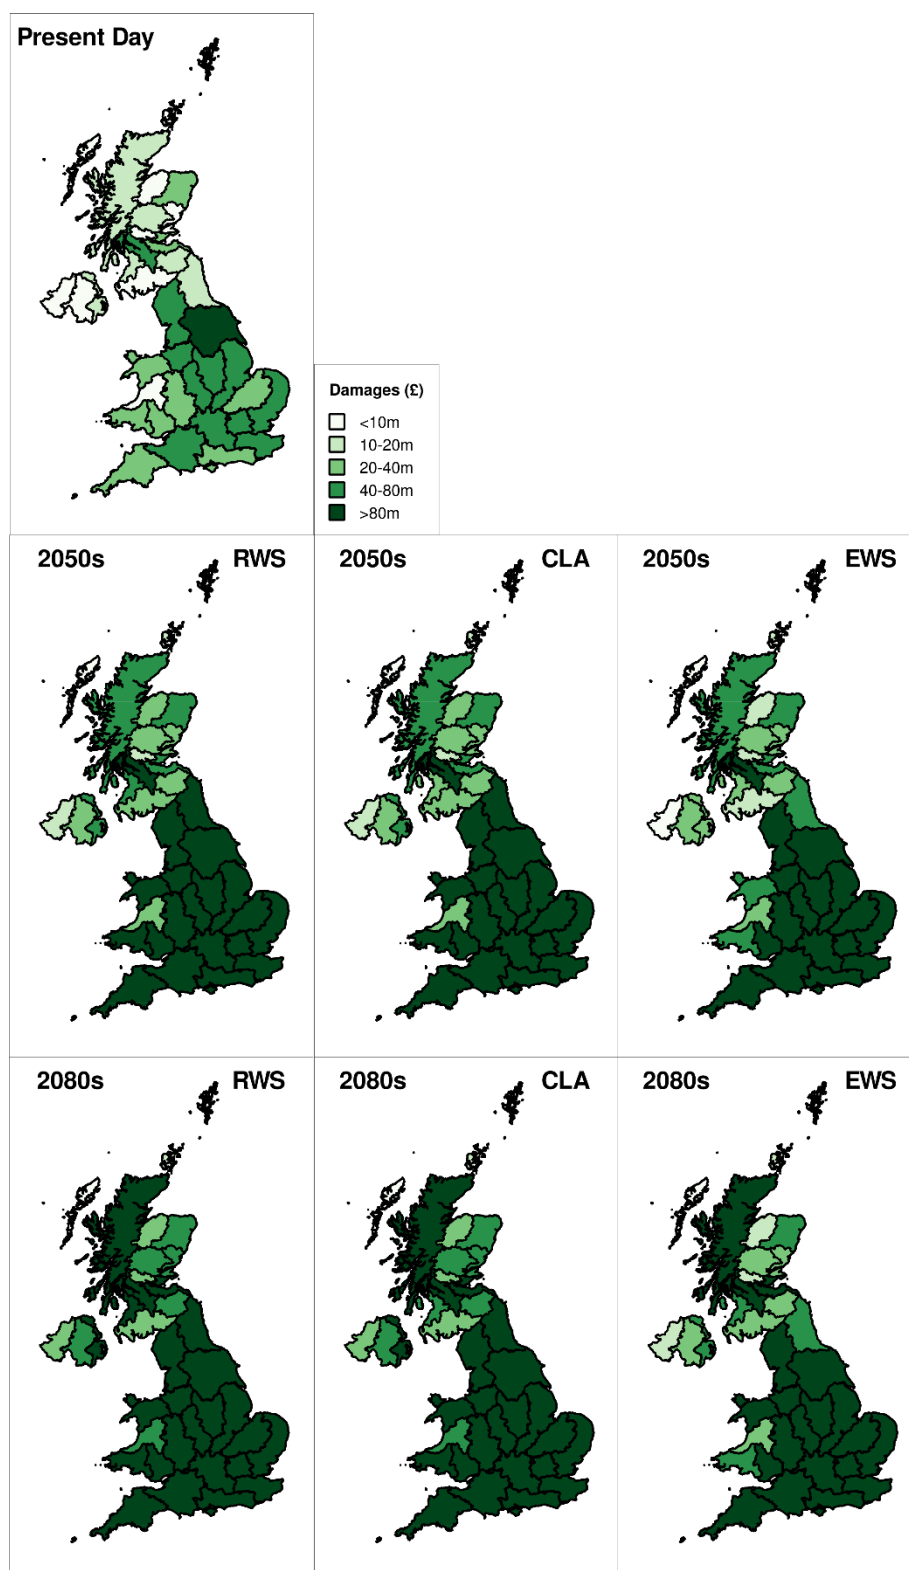 Present Day
Damages (£)
<10m
10-20m
20-40m
40-80m
>80m
2050s RWS
2050s CLA
2050s EWS
2080s RWS
2080s CLA
2080s EWS